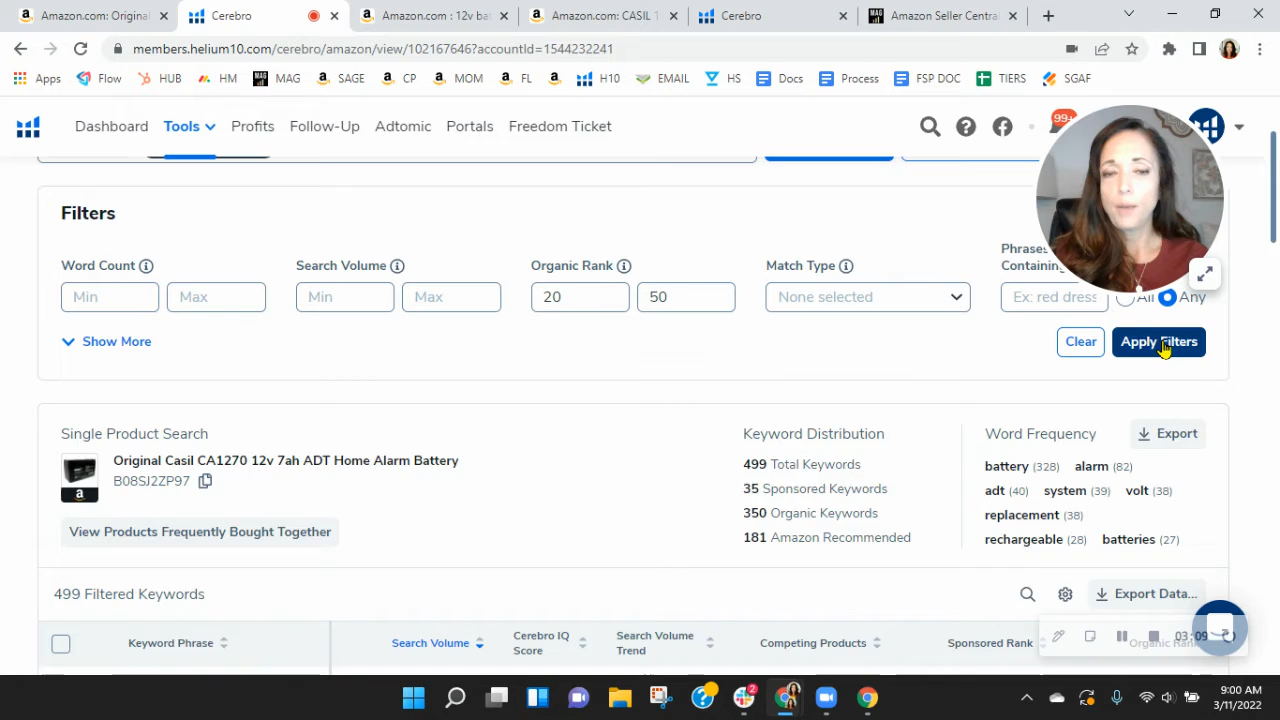 Amazon.com: Origina
Cerebro
Amazon.com : 12v bat
Amazon.com: CASIL 1
Cerebro
Amazon Seller Centra
members.helium10.com/cerebro/amazon/view/102167646?accountId=1544232241
Apps
Flow
HUB
HM
MAG
SAGE
CP
MOM
FL
H10
EMAIL
HS
Docs
Process
FSP DOC
TIERS
SGAF
Dashboard
Tools
Profits
Follow-Up
Adtomic
Portals
Freedom Ticket
99+
Filters
Word Count
Search Volume
Organic Rank
Match Type
Phrases
Containing
Min
Max
Min
Max
20
50
None selected
Ex: red dress
All
Any
Show More
Clear
Apply Filters
Single Product Search
Original Casil CA1270 12v 7ah ADT Home Alarm Battery
B08SJ2ZP97
View Products Frequently Bought Together
Keyword Distribution
499 Total Keywords
35 Sponsored Keywords
350 Organic Keywords
181 Amazon Recommended
Word Frequency
Export
battery (328) alarm (82)
adt (40) system (39) volt (38)
replacement (38)
rechargeable (28) batteries (27)
499 Filtered Keywords
Export Data...
Keyword Phrase
Search Volume
Cerebro IQ
Score
Search Volume
Trend
Competing Products
Sponsored Rank
Organic Rank
03:09
2
9:00 AM
3/11/2022